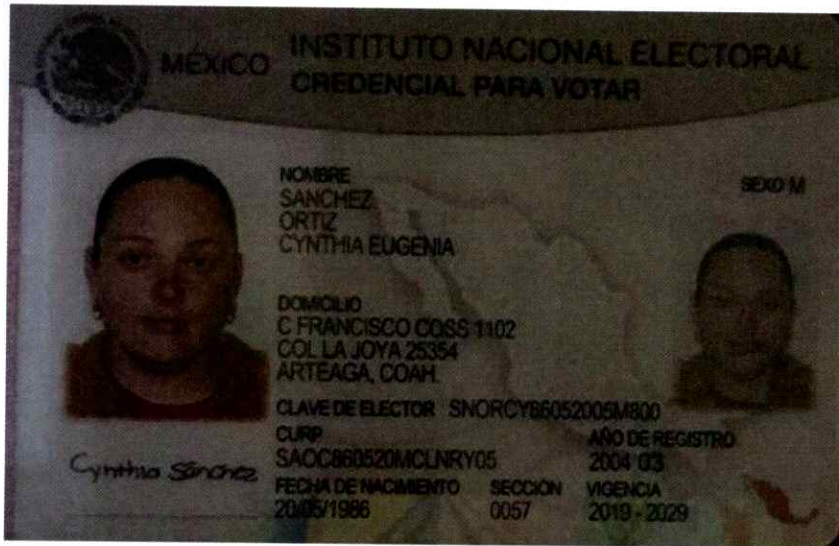 MÉXICO INSTITUTO NACIONAL ELECTORAL
CREDENCIAL PARA VOTAR
NOMBRE
SANCHEZ
ORTIZ
CYNTHIA EUGENIA
SEXO M
DOMICILIO
C FRANCISCO COSS 1102
COL LA JOYA 25354
ARTEAGA, COAH.
CLAVE DE ELECTOR SNORCY86052005M800
CURP
SAOC860520MCLNRY05
AÑO DE REGISTRO
2004 03
FECHA DE NACIMIENTO
20/05/1986
SECCIÓN
0057
VIGENCIA
2019 - 2029
Cynthia Sánchez